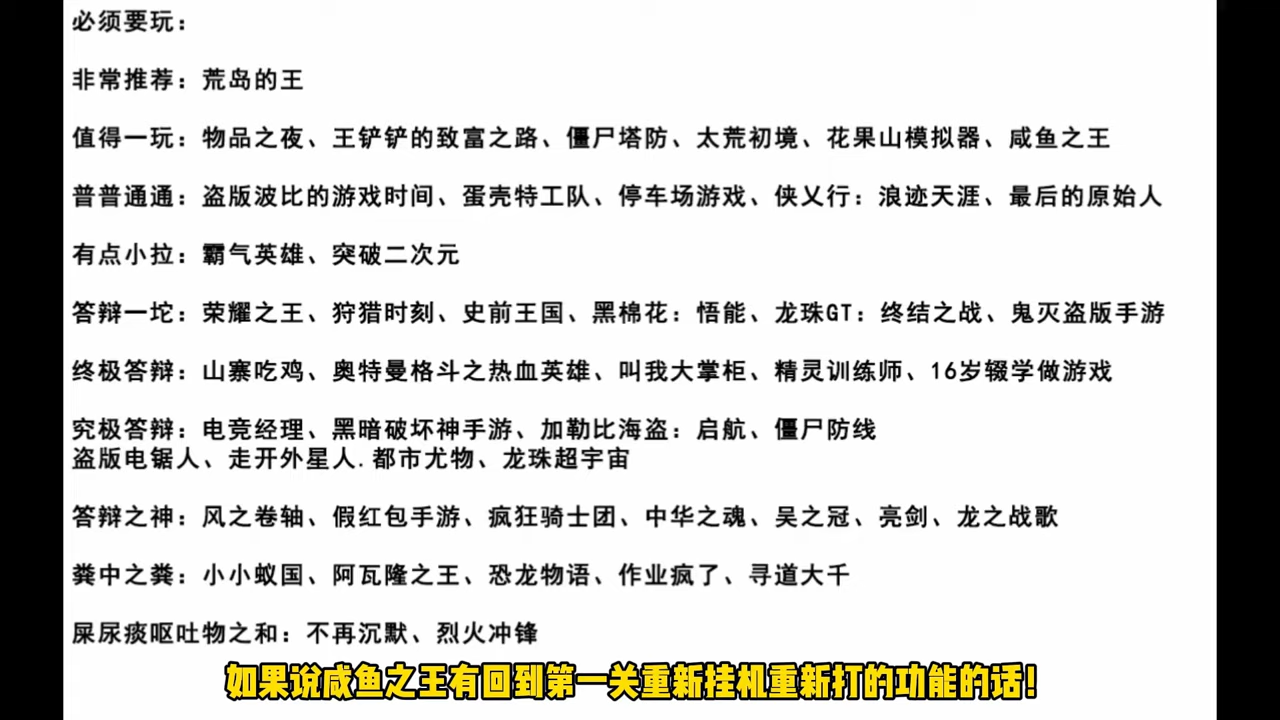 必须要玩：
非常推荐：荒岛的王
值得一玩：物品之夜、王铲铲的致富之路、僵尸塔防、太荒初境、花果山模拟器、咸鱼之王
普普通通：盗版波比的游戏时间、蛋壳特工队、停车场游戏、侠乂行：浪迹天涯、最后的原始人
有点小拉：霸气英雄、突破二次元
答辩一坨：荣耀之王、狩猎时刻、史前王国、黑棉花：悟能、龙珠GT：终结之战、鬼灭盗版手游
终极答辩：山寨吃鸡、奥特曼格斗之热血英雄、叫我大掌柜、精灵训练师、16岁辍学做游戏
究极答辩：电竞经理、黑暗破坏神手游、加勒比海盗：启航、僵尸防线
盗版电锯人、走开外星人.都市尤物、龙珠超宇宙
答辩之神：风之卷轴、假红包手游、疯狂骑士团、中华之魂、吴之冠、亮剑、龙之战歌
粪中之粪：小小蚁国、阿瓦隆之王、恐龙物语、作业疯了、寻道大千
屎尿痰呕吐物之和：不再沉默、烈火冲锋
如果说咸鱼之王有回到第一关重新挂机重新打的功能的话！